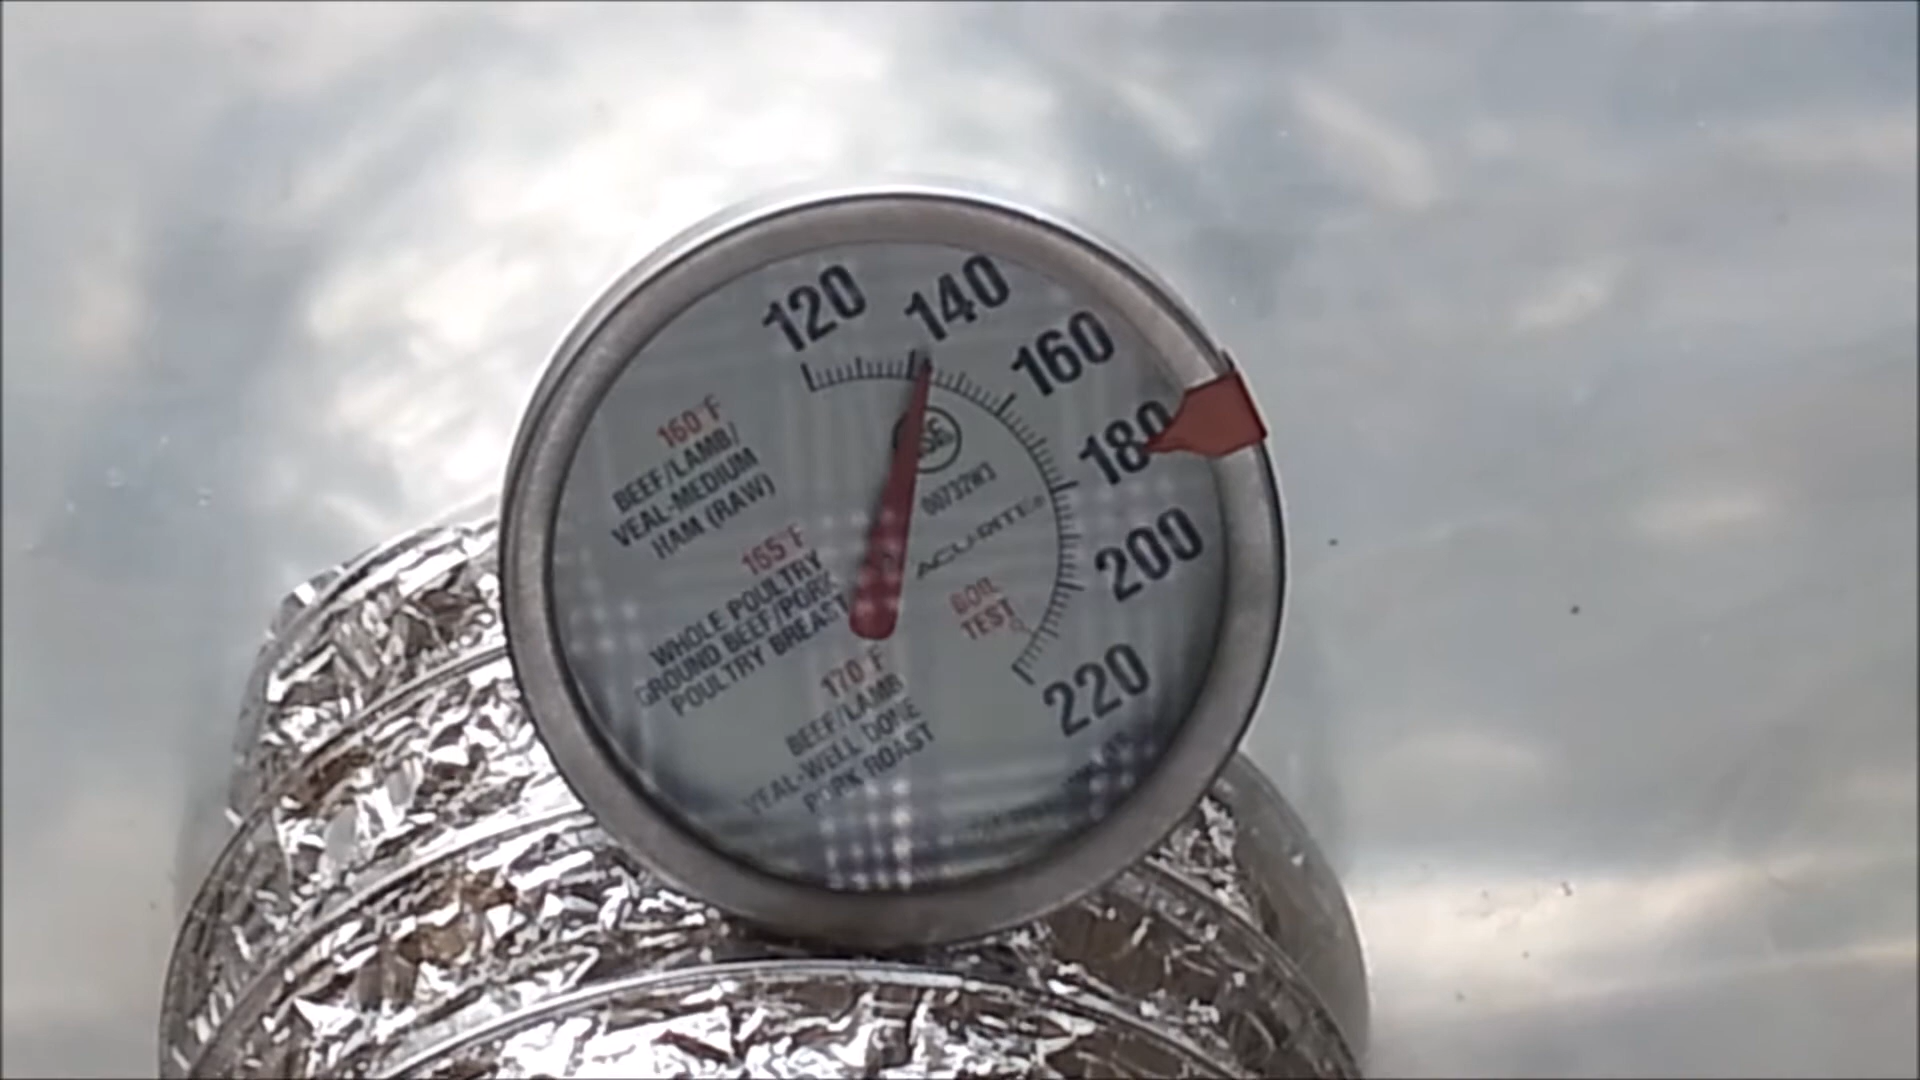 120
140
160
180
200
220
160°F
BEEF/LAMB/
VEAL-MEDIUM
HAM (RAW)
165°F
WHOLE POULTRY
GROUND BEEF/PORK
POULTRY BREAST
170°F
BEEF/LAMB
VEAL-WELL DONE
PORK ROAST
00732W3
ACU-RITE®
BOIL
TEST